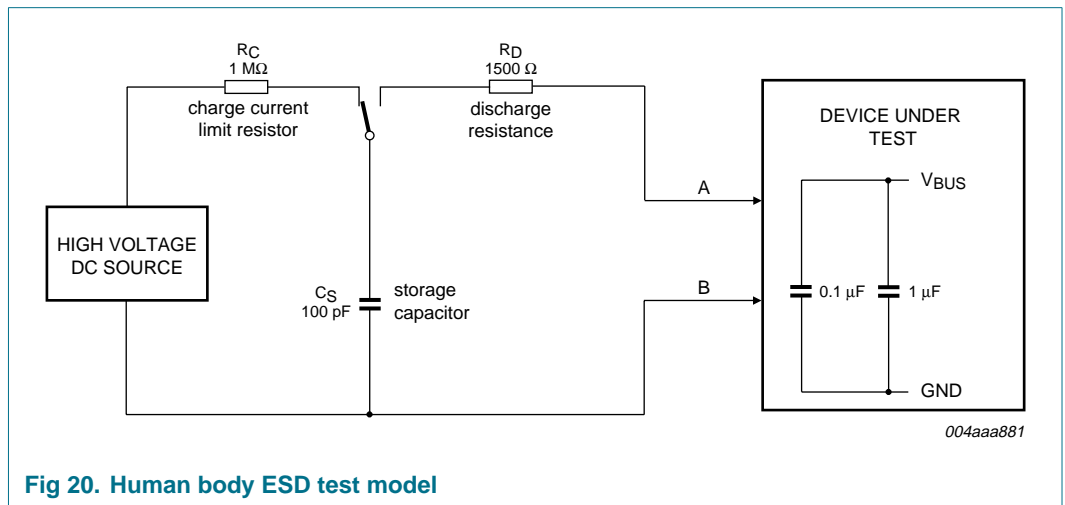 RC
1 MΩ
charge current
limit resistor
RD
1500 Ω
discharge
resistance
DEVICE UNDER
TEST
VBUS
A
HIGH VOLTAGE
DC SOURCE
CS
100 pF
storage
capacitor
B
0.1 μF
1 μF
GND
004aaa881
Fig 20. Human body ESD test model